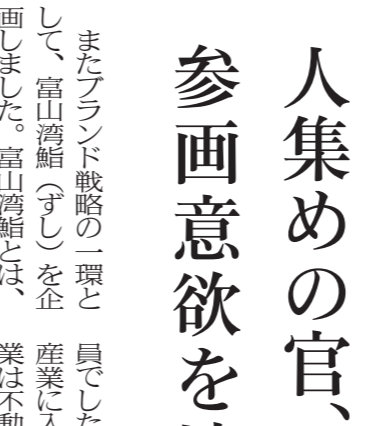 人集めの官、
参画意欲を
またブランド戦略の一環と
して、富山湾鮨（ずし）を企
画しました。富山湾鮨とは、
員でした
産業に入
業は不動